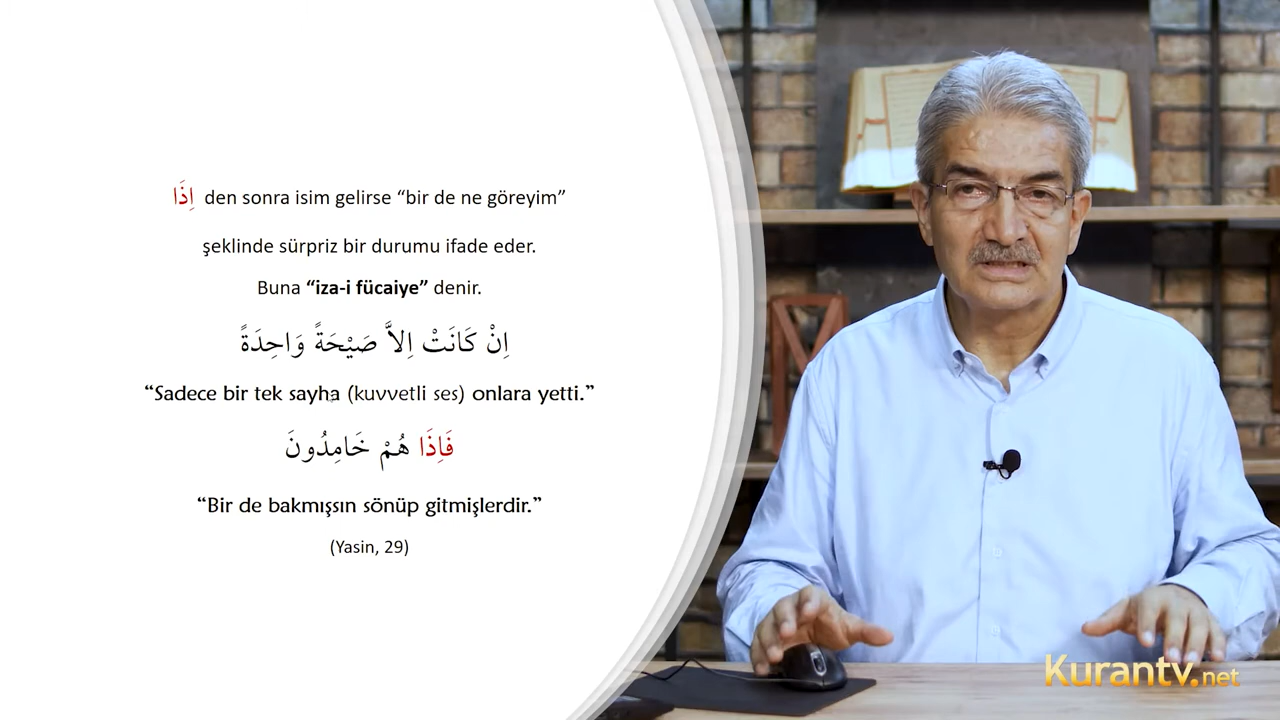 اِذَا den sonra isim gelirse “bir de ne göreyim”
şeklinde sürpriz bir durumu ifade eder.
Buna “iza-i fücaiye” denir.
اِنْ كَانَتْ اِلاَّ صَيْحَةً وَاحِدَةً
“Sadece bir tek sayha (kuvvetli ses) onlara yetti.”
فَاِذَا هُمْ خَامِدُونَ
“Bir de bakmışsın sönüp gitmişlerdir.”
(Yasin, 29)
Kurantv.net